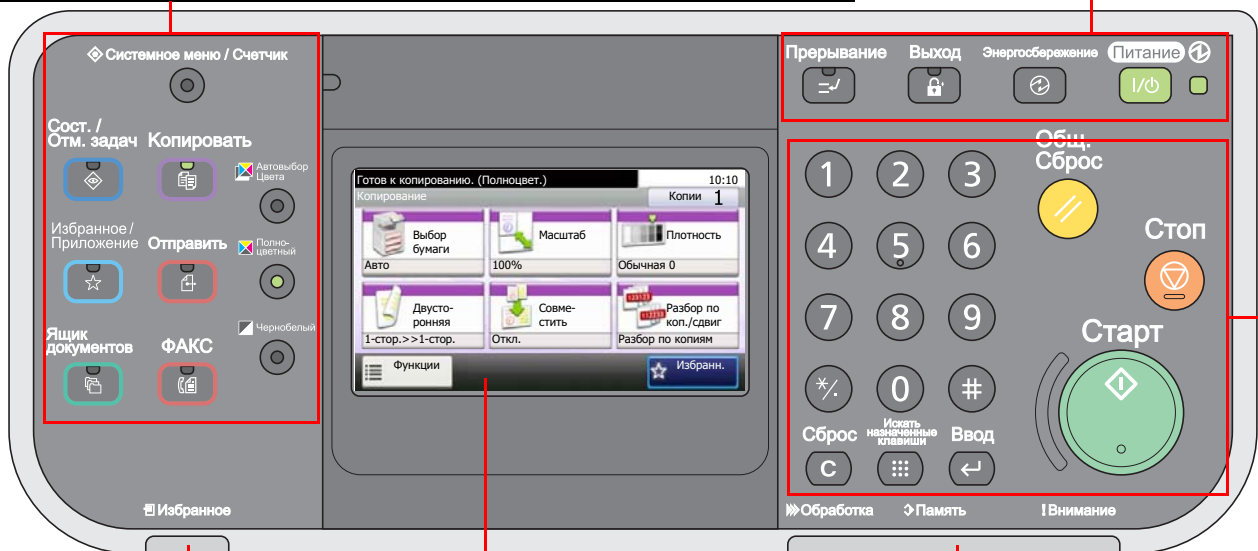 Системное меню / Счетчик
Сост. /
Отм. задач
Копировать
Автовыбор
Цвета
Избранное /
Приложение
Отправить
Полно-
цветный
Ящик
документов
ФАКС
Чернобелый
Избранное
Готов к копированию. (Полноцвет.)
10:10
Копирование
Копии 1
Выбор
бумаги
Авто
Масштаб
100%
Плотность
Обычная 0
Двусто-
ронняя
1-стор.>>1-стор.
Совме-
стить
Откл.
Разбор по
коп./сдвиг
Разбор по копиям
Функции
Избранн.
Прерывание
Выход
Энергосбережение
Питание
1 2 3
4 5 6
7 8 9
*/. 0 #
Общ.
Сброс
Стоп
Старт
Сброс
Искать
назначенные
клавиши
Ввод
C
Обработка
Память
! Внимание